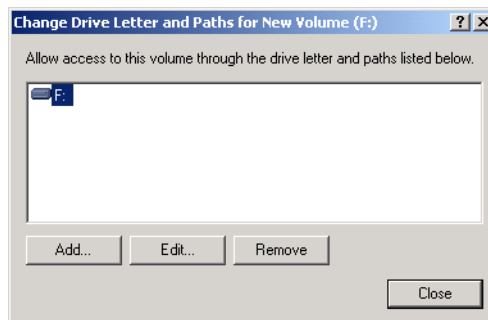 Change Drive Letter and Paths for New Volume (F:)
Allow access to this volume through the drive letter and paths listed below.
F:
Add... Edit... Remove
Close